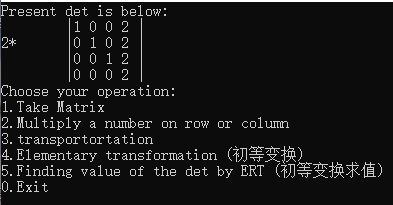 Present det is below:
|1 0 0 2 |
2* |0 1 0 2 |
|0 0 1 2 |
|0 0 0 2 |
Choose your operation:
1.Take Matrix
2.Multiply a number on row or column
3.transportortation
4.Elementary transformation (初等变换)
5.Finding value of the det by ERT (初等变换求值)
0.Exit